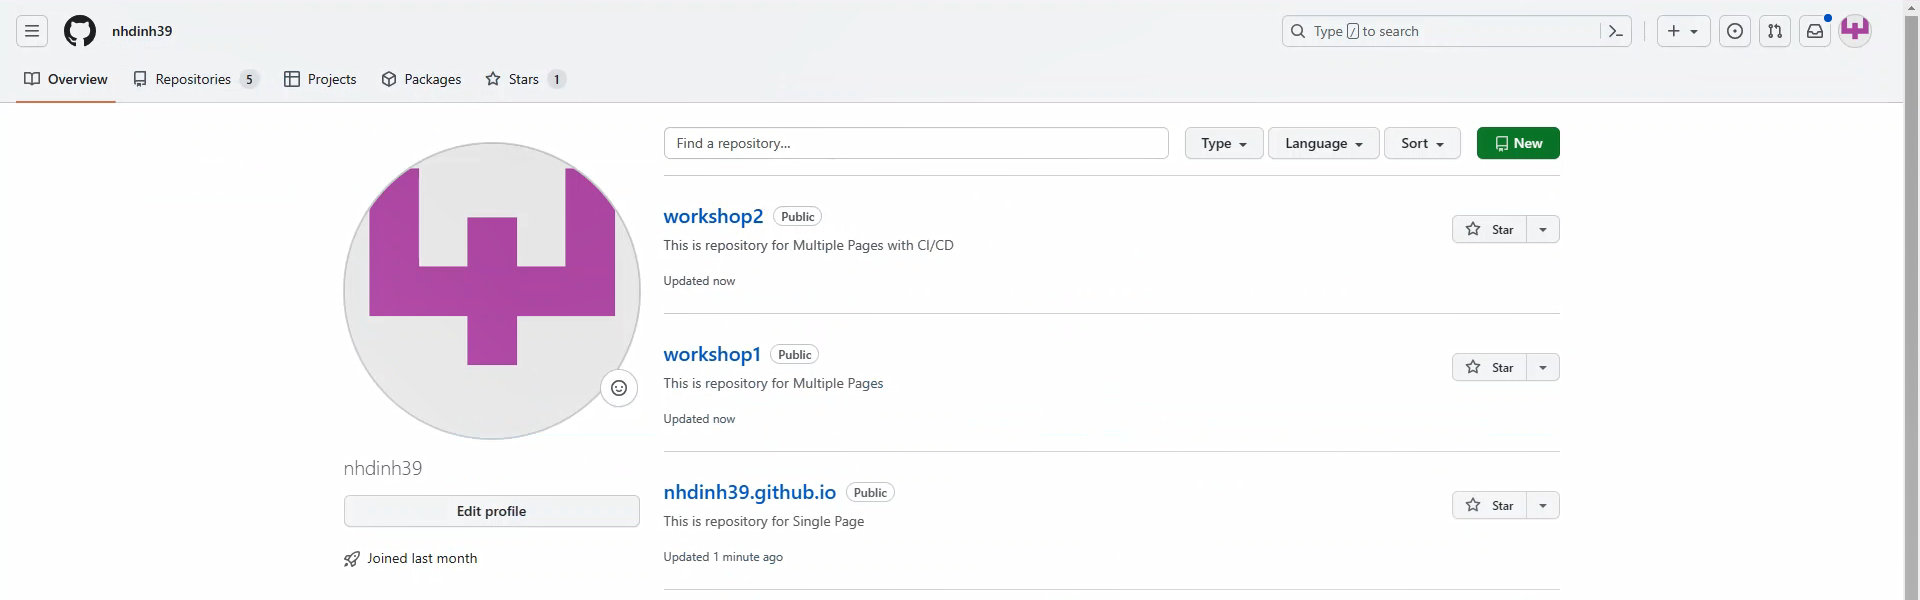 nhdinh39
Type / to search
Overview Repositories 5 Projects Packages Stars 1
Find a repository... Type Language Sort New
workshop2 Public
Star
This is repository for Multiple Pages with CI/CD
Updated now
workshop1 Public
Star
This is repository for Multiple Pages
Updated now
nhdinh39
nhdinh39.github.io Public
Star
Edit profile
This is repository for Single Page
Joined last month
Updated 1 minute ago